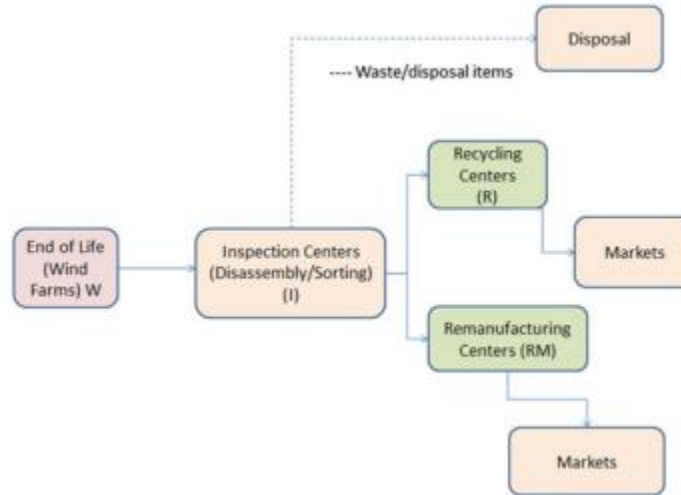 Disposal
---- Waste/disposal items
Recycling
Centers
(R)
End of Life
(Wind
Farms) W
Inspection Centers
(Disassembly/Sorting)
(I)
Markets
Remanufacturing
Centers (RM)
Markets